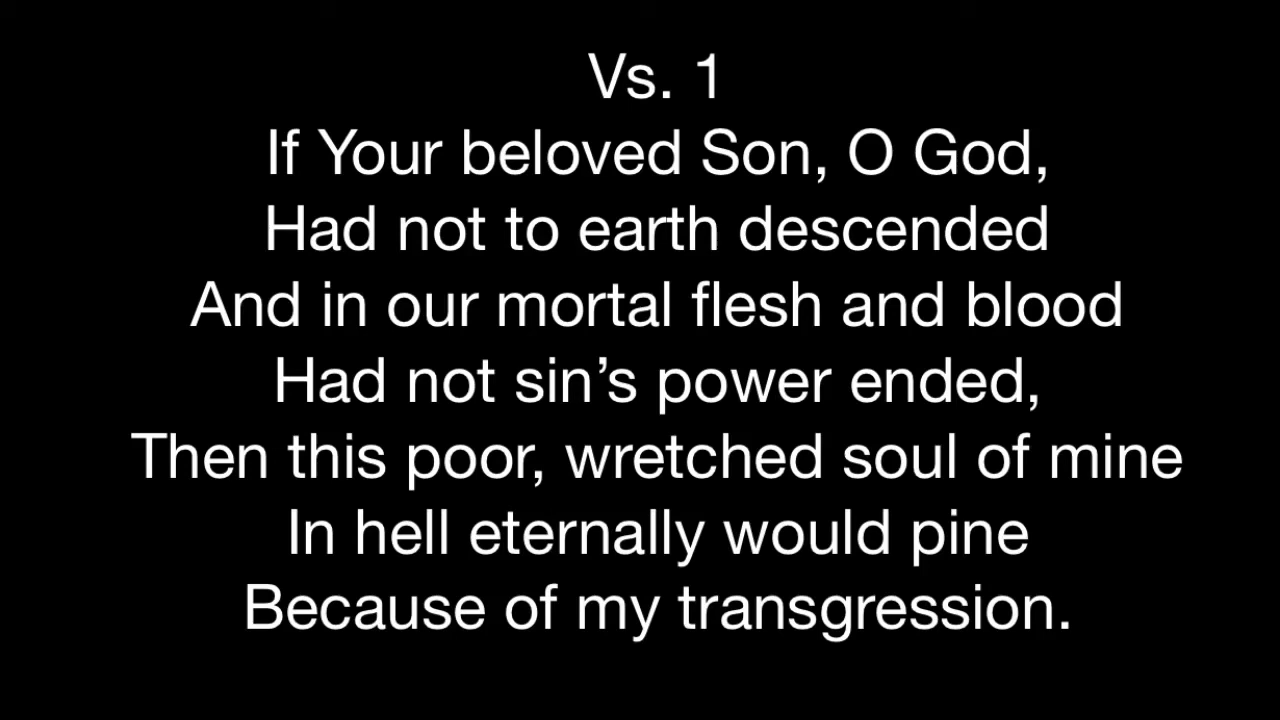 Vs. 1
If Your beloved Son, O God,
Had not to earth descended
And in our mortal flesh and blood
Had not sin’s power ended,
Then this poor, wretched soul of mine
In hell eternally would pine
Because of my transgression.